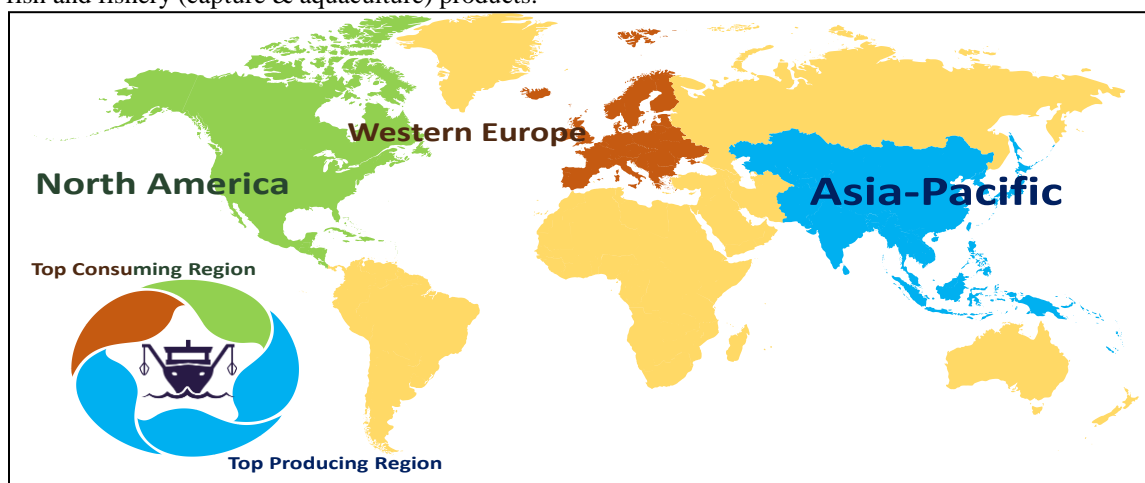 fish and fishery (capture & aquaculture) products.
Western Europe
North America
Asia-Pacific
Top Consuming Region
Top Producing Region